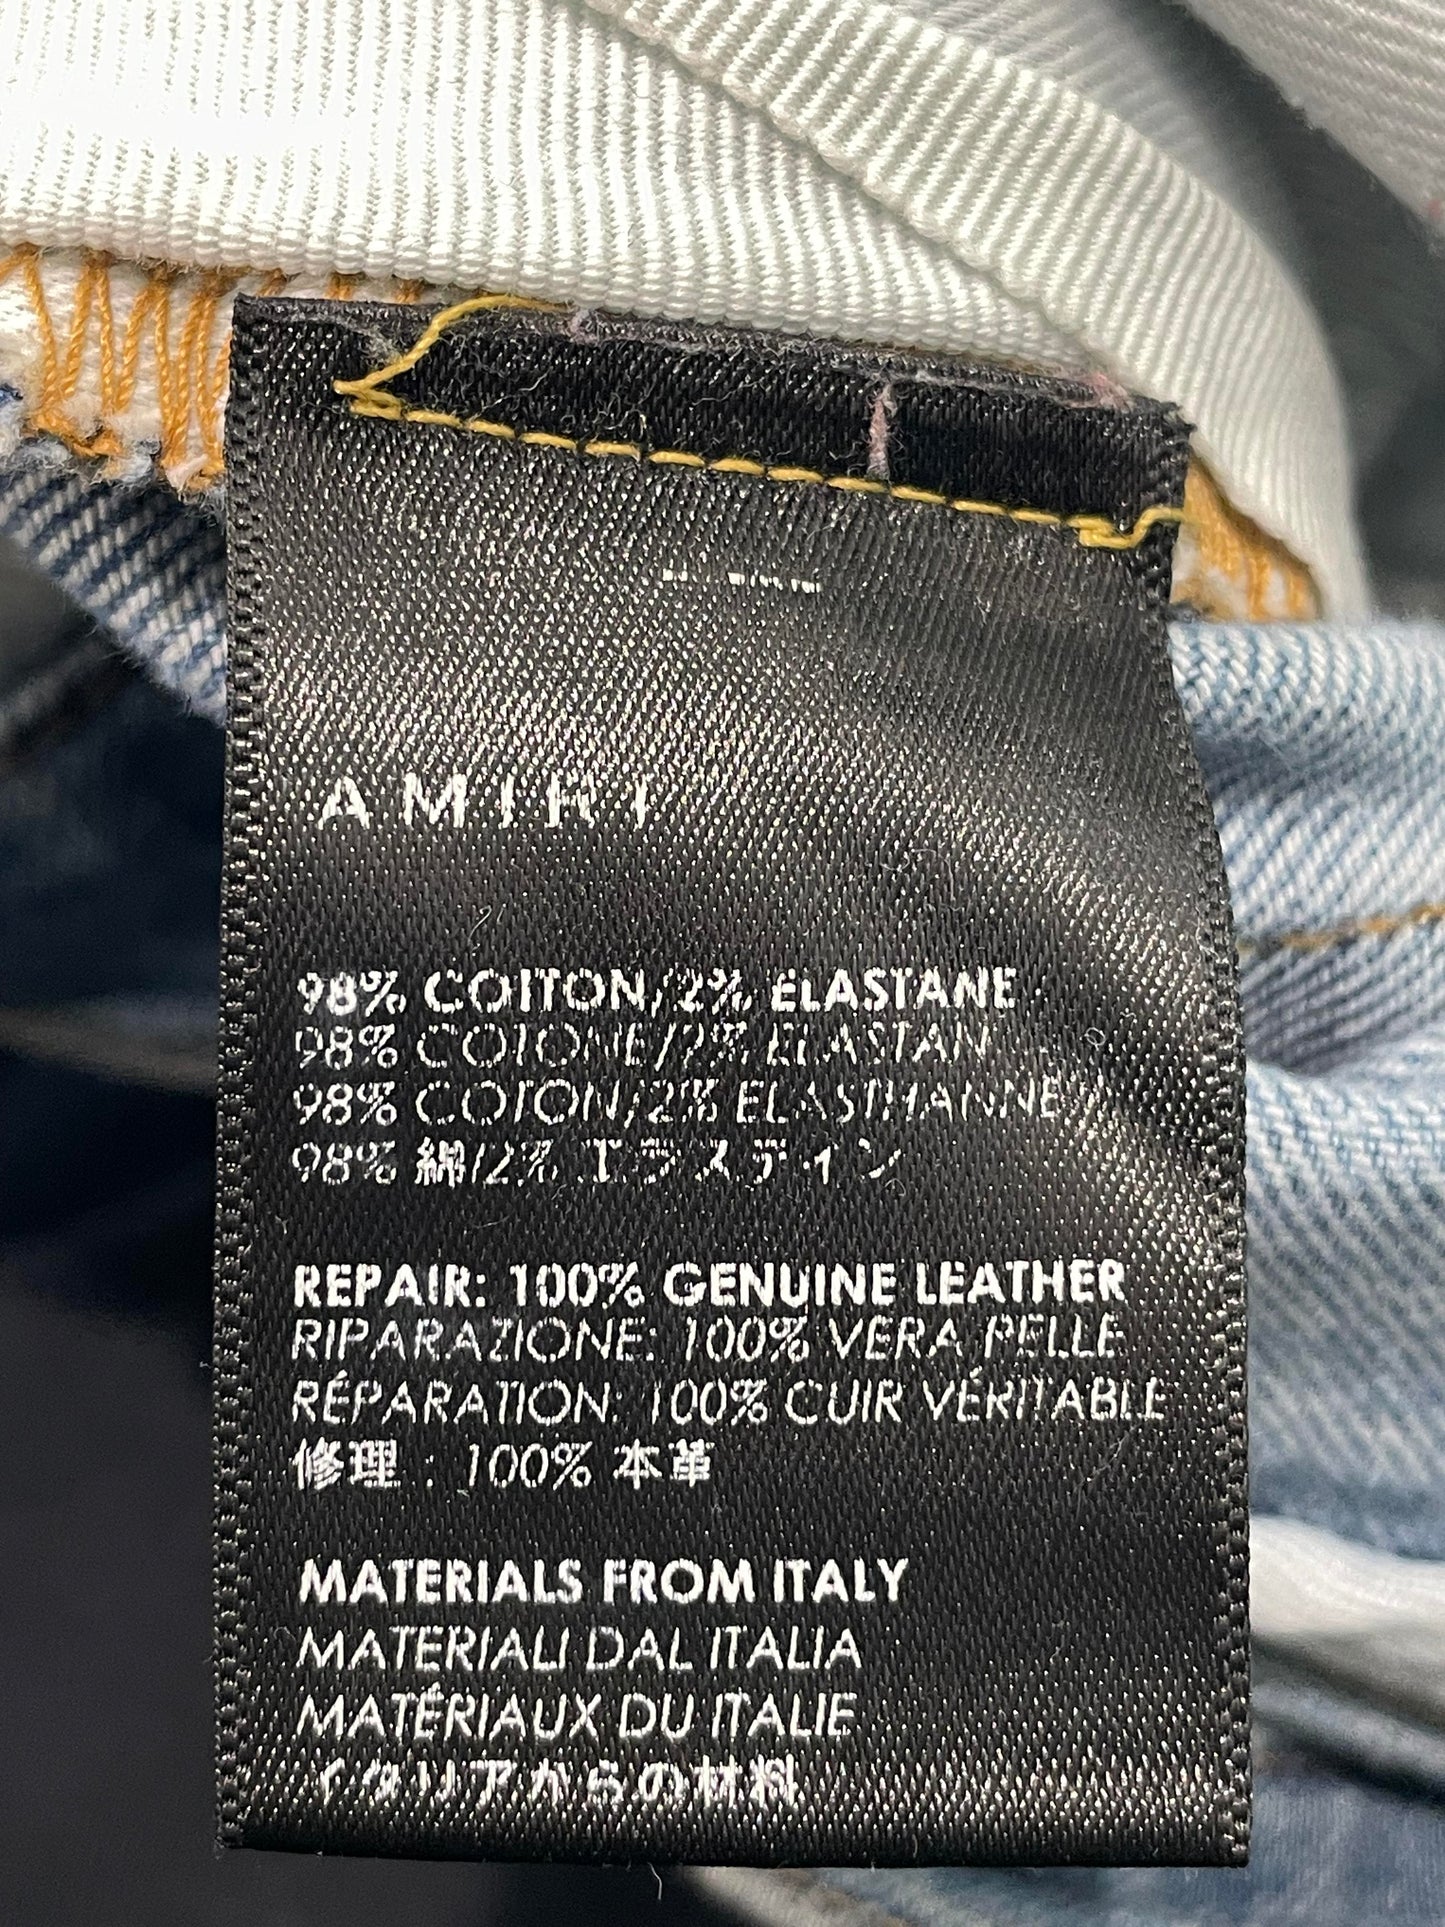 AMIRI
98% COTTON/2% ELASTANE
98% COTONE/2% ELASTAN
98% COTON/2% ELASTHANNE
98% 綿/2% エラスティン
REPAIR: 100% GENUINE LEATHER
RIPARAZIONE: 100% VERA PELLE
RÉPARATION: 100% CUIR VÉRITABLE
修理 : 100% 本革
MATERIALS FROM ITALY
MATERIALI DAL ITALIA
MATÉRIAUX DU ITALIE
イタリアからの材料